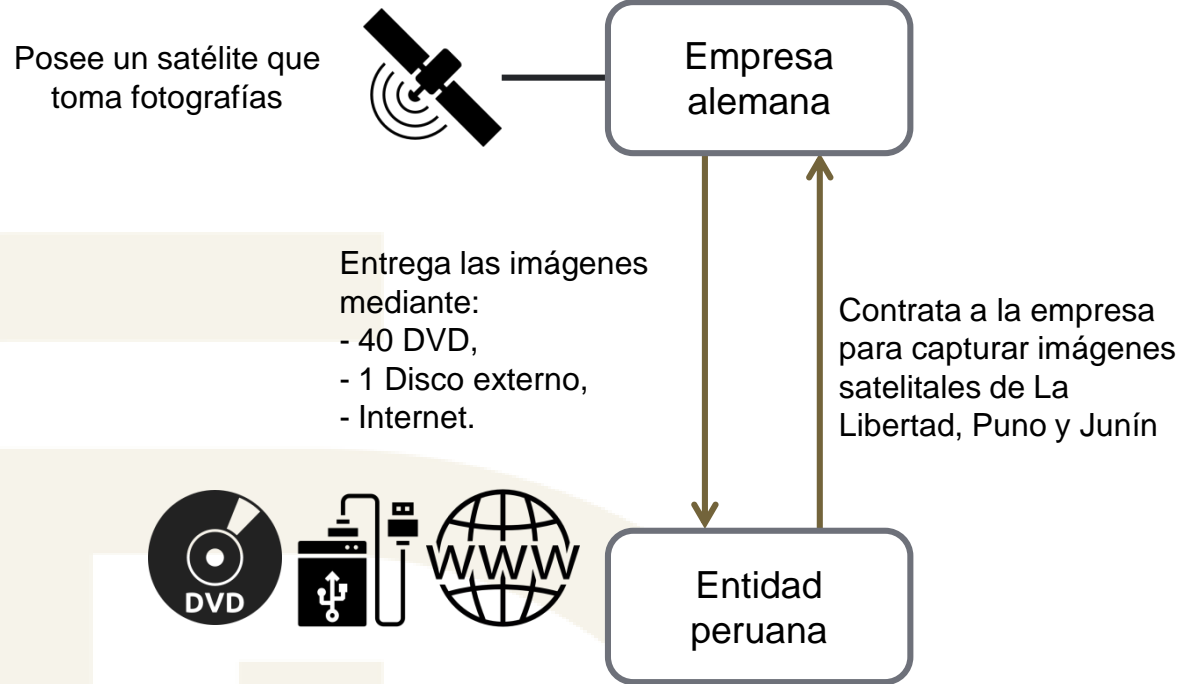 Posee un satélite que
toma fotografías
Empresa
alemana
Entrega las imágenes
mediante:
- 40 DVD,
- 1 Disco externo,
- Internet.
Contrata a la empresa
para capturar imágenes
satelitales de La
Libertad, Puno y Junín
DVD
WWW
Entidad
peruana